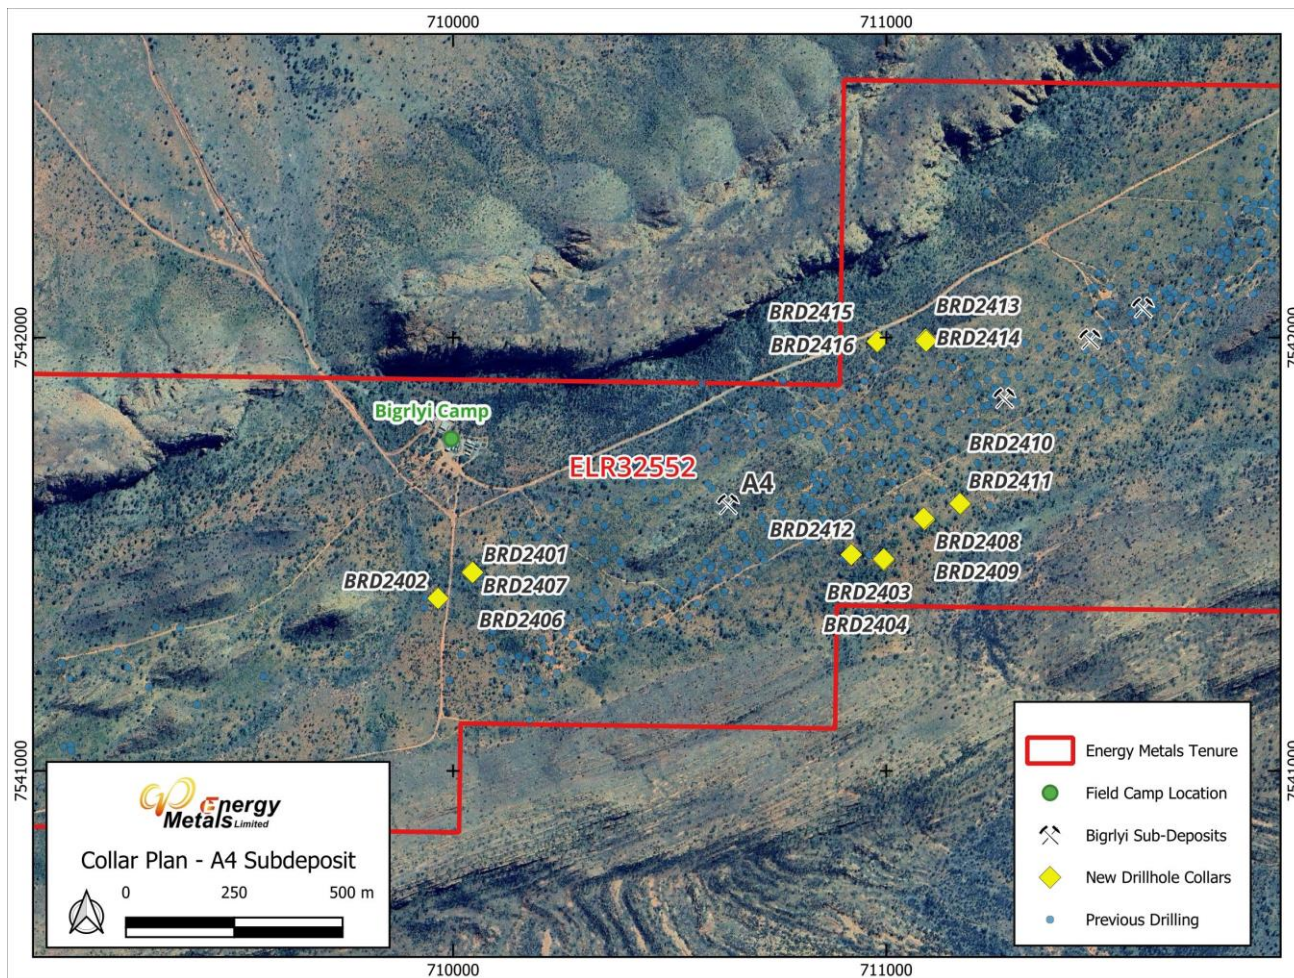 710000
711000
7542000
7542000
BRD2415
BRD2413
BRD2416
BRD2414
Bigrlyi Camp
ELR32552
A4
BRD2410
BRD2411
BRD2412
BRD2401
BRD2402
BRD2407
BRD2408
BRD2409
BRD2403
BRD2406
BRD2404
7541000
7541000
Energy
Metals Limited
Collar Plan - A4 Subdeposit
0 250 500 m
Energy Metals Tenure
Field Camp Location
Bigrlyi Sub-Deposits
New Drillhole Collars
Previous Drilling
710000
711000